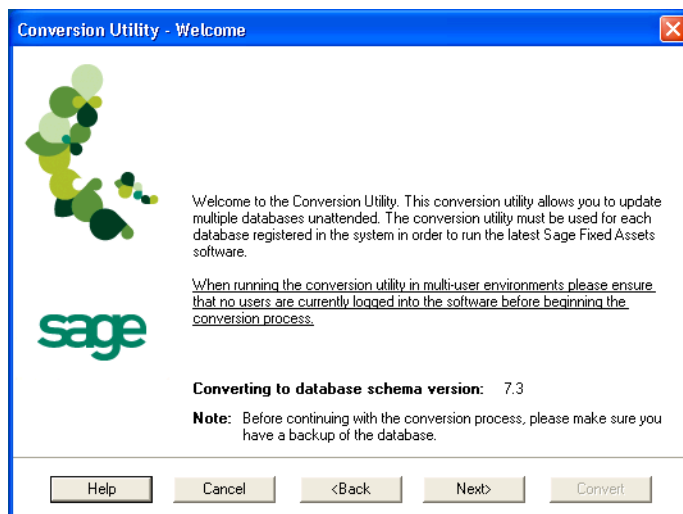 Conversion Utility - Welcome
Welcome to the Conversion Utility. This conversion utility allows you to update
multiple databases unattended. The conversion utility must be used for each
database registered in the system in order to run the latest Sage Fixed Assets
software.
When running the conversion utility in multi-user environments please ensure
that no users are currently logged into the software before beginning the
conversion process.
sage
Converting to database schema version: 7.3
Note: Before continuing with the conversion process, please make sure you
have a backup of the database.
Help Cancel <Back Next> Convert